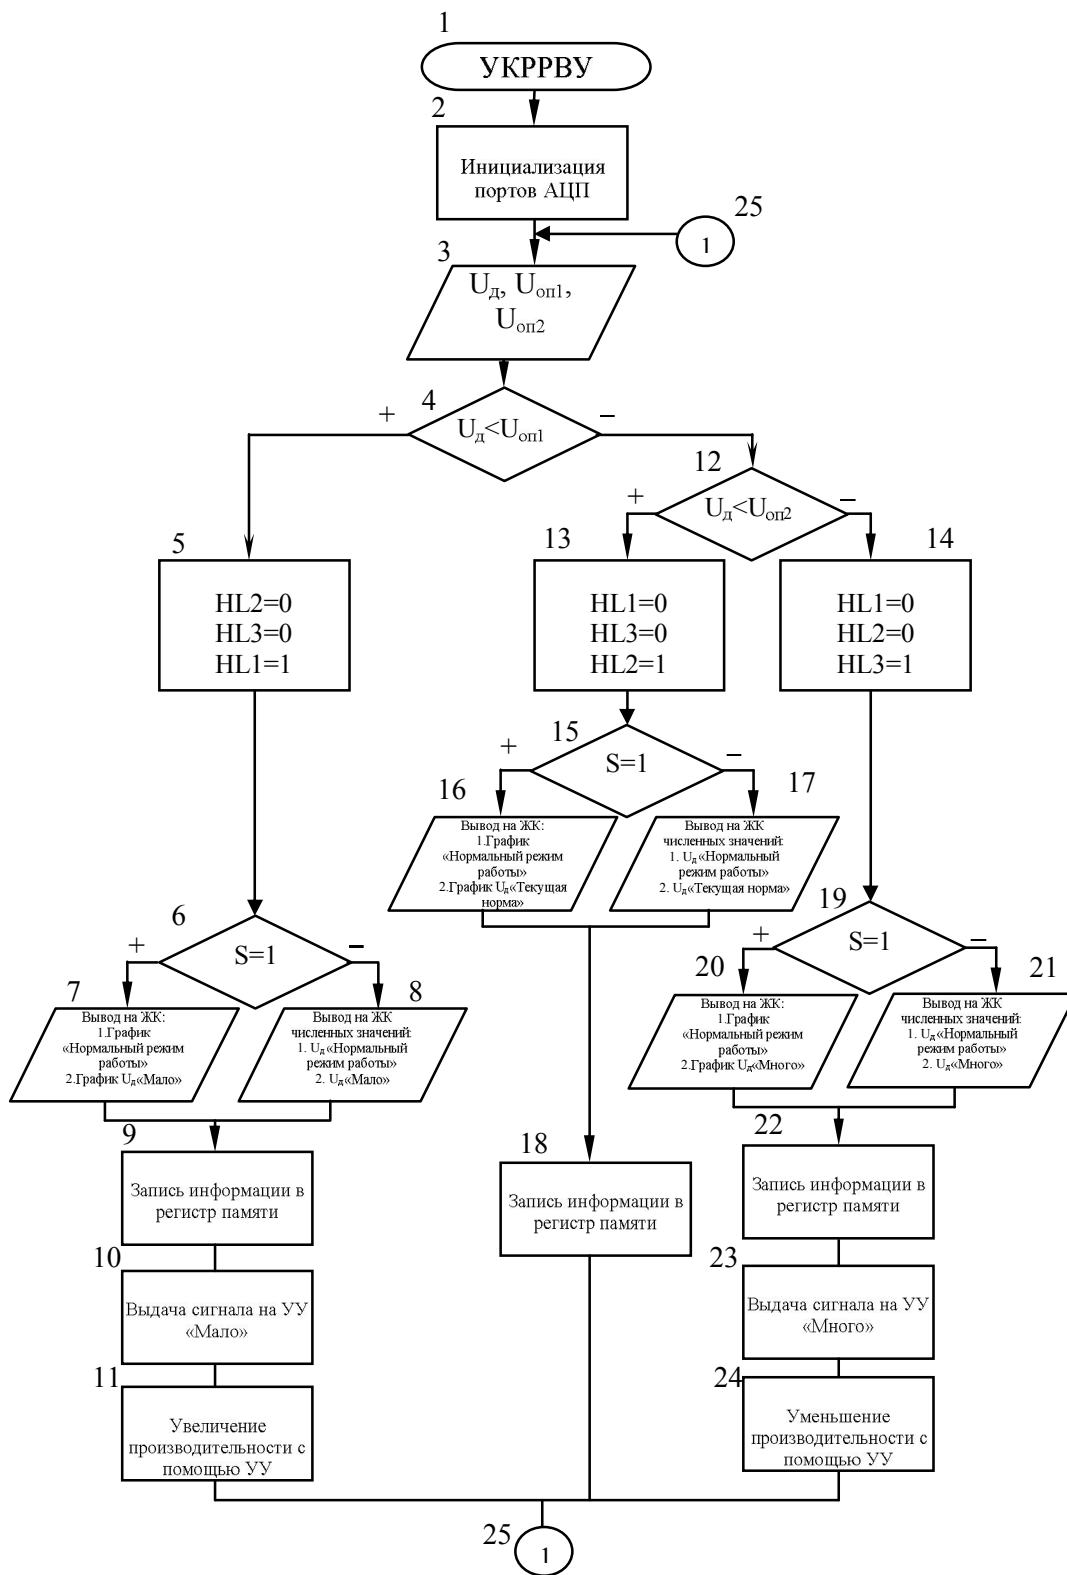 1
УКРРВУ
2
Инициализация
портов АЦП
25
1
3
Uд, Uоп1,
Uоп2
4
+
–
Uд<Uоп1
12
+
–
Uд<Uоп2
5
HL2=0
HL3=0
HL1=1
13
HL1=0
HL3=0
HL2=1
14
HL1=0
HL2=0
HL3=1
15
+
–
S=1
16
Вывод на ЖК:
1.График
«Нормальный режим
работы»
2.График Uд«Текущая
норма»
17
Вывод на ЖК
численных значений:
1. Uд«Нормальный
режим работы»
2. Uд«Текущая норма»
6
+
–
S=1
19
+
–
S=1
7
Вывод на ЖК:
1.График
«Нормальный режим
работы»
2.График Uд«Мало»
8
Вывод на ЖК
численных значений:
1. Uд«Нормальный
режим работы»
2. Uд«Мало»
20
Вывод на ЖК:
1.График
«Нормальный режим
работы»
2.График Uд«Много»
21
Вывод на ЖК
численных значений:
1. Uд«Нормальный
режим работы»
2. Uд«Много»
9
Запись информации в
регистр памяти
18
Запись информации в
регистр памяти
22
Запись информации в
регистр памяти
10
Выдача сигнала на УУ
«Мало»
23
Выдача сигнала на УУ
«Много»
11
Увеличение
производительности с
помощью УУ
24
Уменьшение
производительности с
помощью УУ
25
1